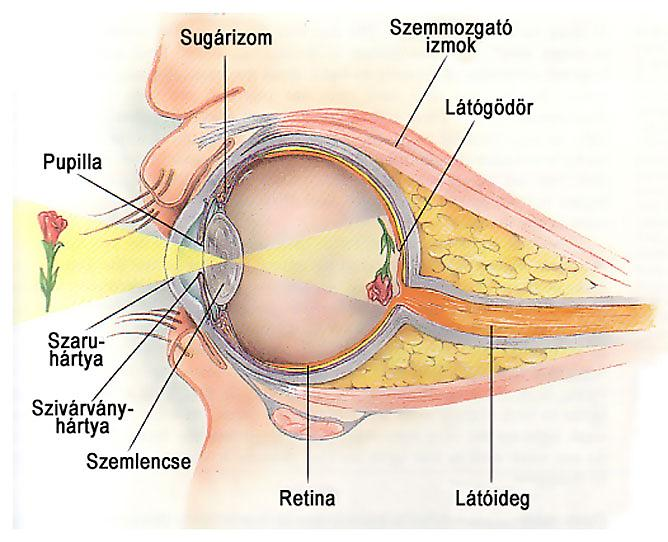 Szemmozgató
izmok
Sugárizom
Látógödör
Pupilla
Szaru-
hártya
Szivárvány-
hártya
Szemlencse
Retina
Látóideg